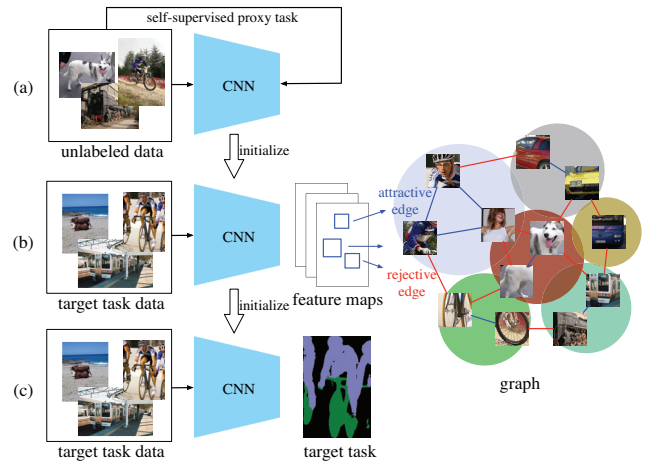 self-supervised proxy task
(a)
CNN
unlabeled data
initialize
(b)
CNN
attractive
edge
rejective
edge
target task data
feature maps
initialize
(c)
CNN
graph
target task data
target task